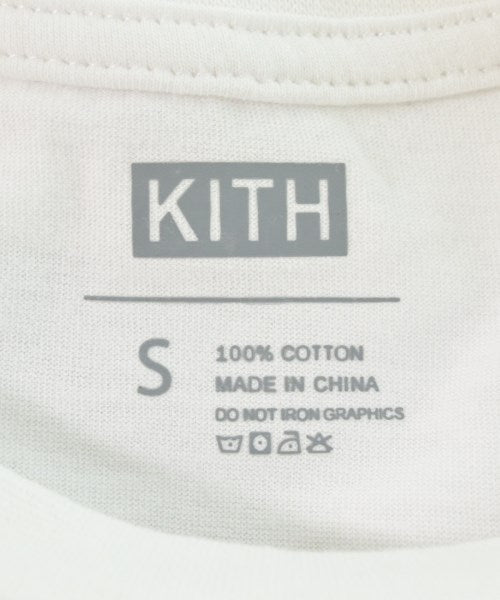 KITH
S
100% COTTON
MADE IN CHINA
DO NOT IRON GRAPHICS